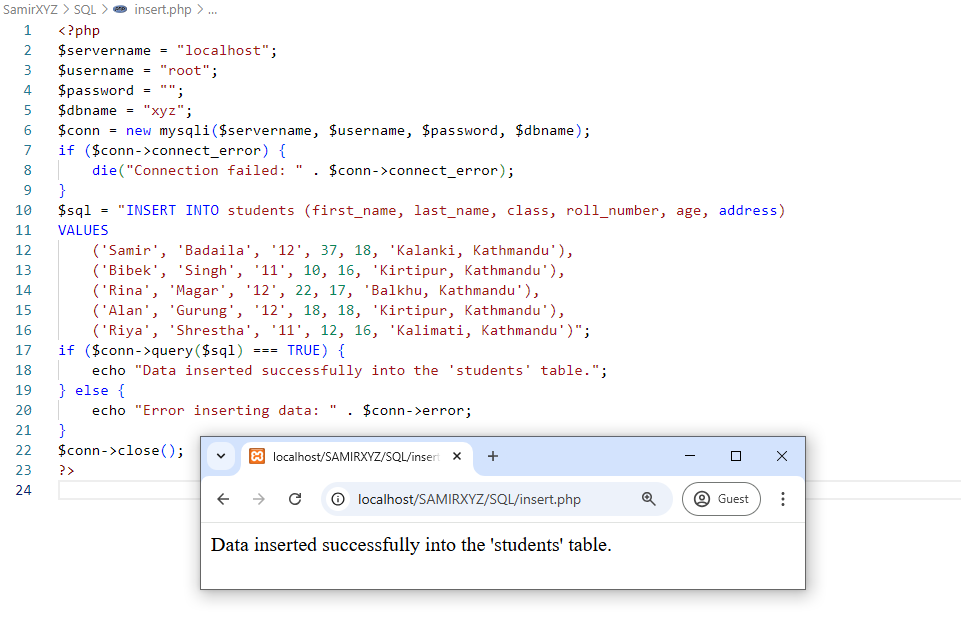 SamirXYZ > SQL > insert.php > ...
1 <?php
2 $servername = "localhost";
3 $username = "root";
4 $password = "";
5 $dbname = "xyz";
6 $conn = new mysqli($servername, $username, $password, $dbname);
7 if ($conn->connect_error) {
8     die("Connection failed: " . $conn->connect_error);
9 }
10 $sql = "INSERT INTO students (first_name, last_name, class, roll_number, age, address)
11 VALUES
12     ('Samir', 'Badaila', '12', 37, 18, 'Kalanki, Kathmandu'),
13     ('Bibek', 'Singh', '11', 10, 16, 'Kirtipur, Kathmandu'),
14     ('Rina', 'Magar', '12', 22, 17, 'Balkhu, Kathmandu'),
15     ('Alan', 'Gurung', '12', 18, 18, 'Kirtipur, Kathmandu'),
16     ('Riya', 'Shrestha', '11', 12, 16, 'Kalimati, Kathmandu')";
17 if ($conn->query($sql) === TRUE) {
18     echo "Data inserted successfully into the 'students' table.";
19 } else {
20     echo "Error inserting data: " . $conn->error;
21 }
22 $conn->close();
23 ?>
24
localhost/SAMIRXYZ/SQL/insert
localhost/SAMIRXYZ/SQL/insert.php
Guest
Data inserted successfully into the 'students' table.